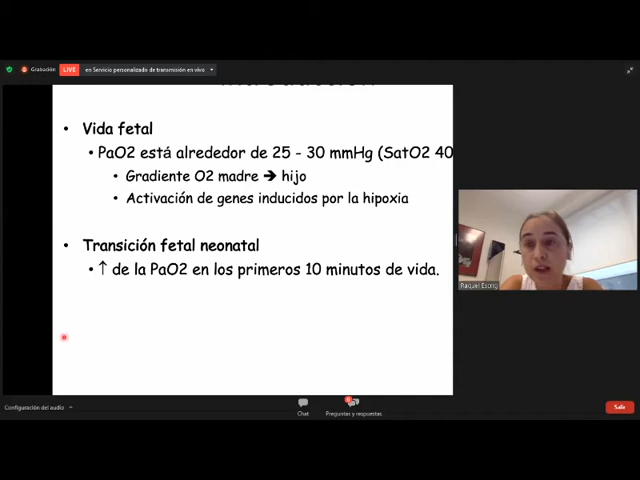 Grabación
LIVE
en Servicio personalizado de transmisión en vivo
• Vida fetal
• PaO2 está alrededor de 25 - 30 mmHg (SatO2 40
• Gradiente O2 madre ➔ hijo
• Activación de genes inducidos por la hipoxia
• Transición fetal neonatal
• ↑ de la PaO2 en los primeros 10 minutos de vida.
Raquel Escrig
Configuración del audio
Chat
Preguntas y respuestas
Salir